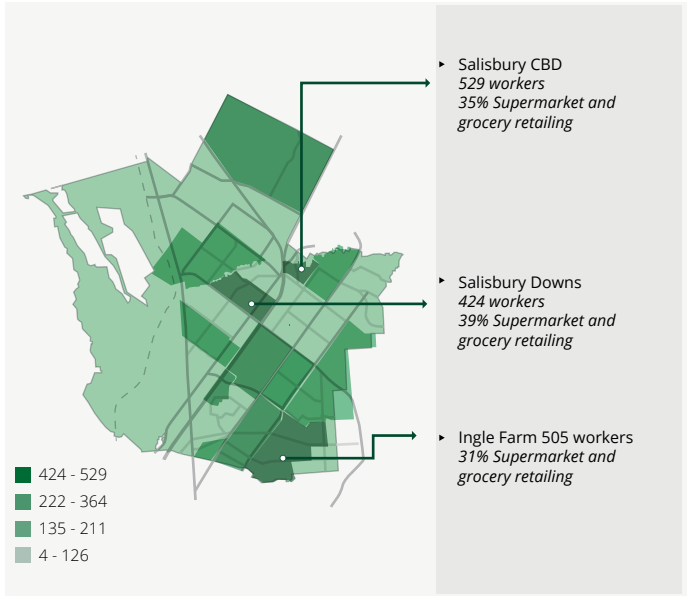 Salisbury CBD
529 workers
35% Supermarket and
grocery retailing
Salisbury Downs
424 workers
39% Supermarket and
grocery retailing
Ingle Farm 505 workers
31% Supermarket and
grocery retailing
424 - 529
222 - 364
135 - 211
4 - 126